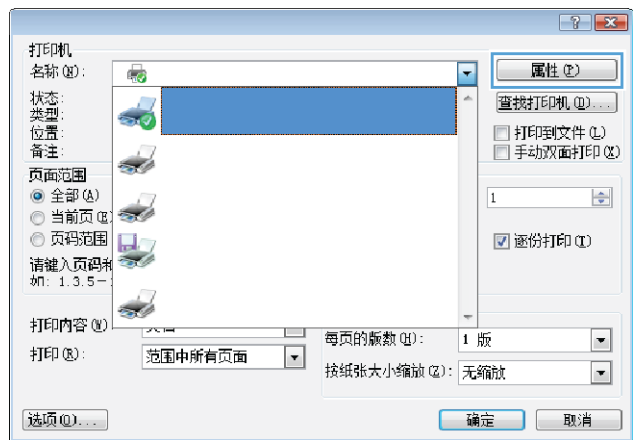 打印机
名称(N):
属性(P)
状态:
类型:
位置:
备注:
查找打印机(D)...
打印到文件(L)
手动双面打印(X)
页面范围
全部(A)
当前页(E)
页码范围
请键入页码和
如: 1.3.5-
1
逐份打印(T)
打印内容(W):
打印(R):
范围中所有页面
每页的版数(H):
1 版
按纸张大小缩放(Z):
无缩放
选项(O)...
确定
取消